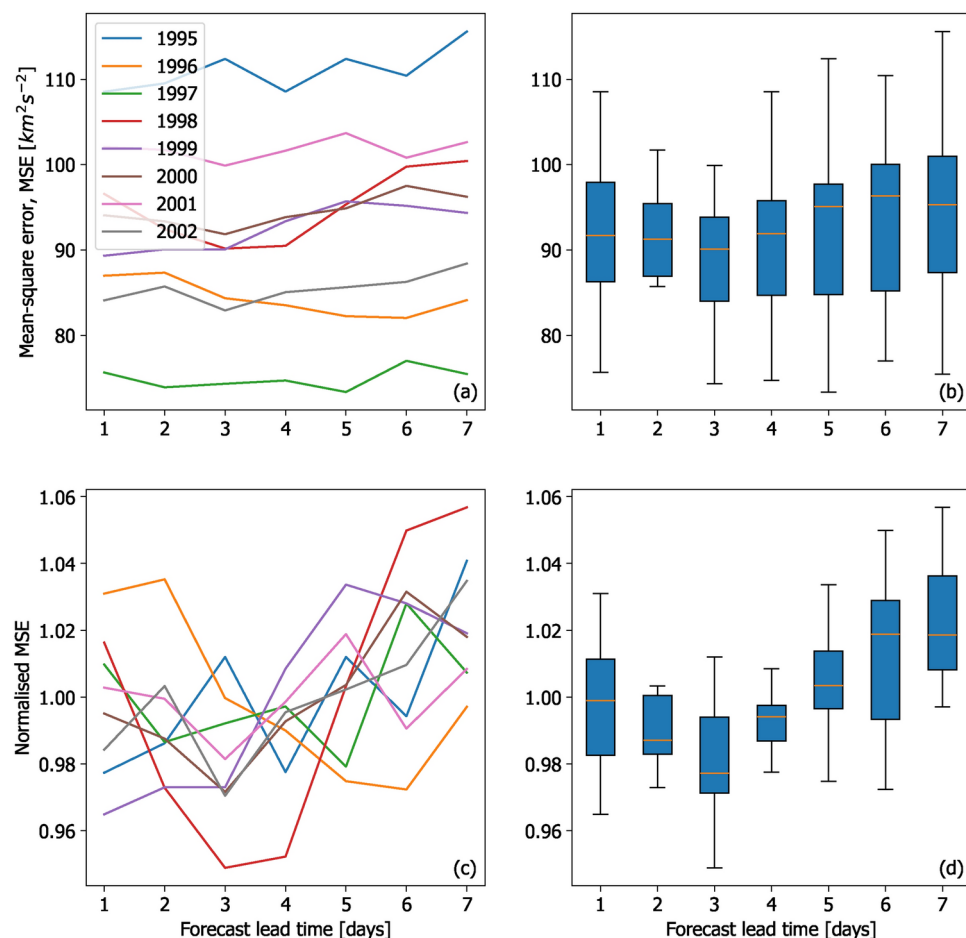 Mean-square error, MSE [km²s⁻²]
110
100
90
80
1995
1996
1997
1998
1999
2000
2001
2002
(a)
1 2 3 4 5 6 7
110
100
90
80
(b)
1 2 3 4 5 6 7
Normalised MSE
1.06
1.04
1.02
1.00
0.98
0.96
(c)
1 2 3 4 5 6 7
Forecast lead time [days]
1.06
1.04
1.02
1.00
0.98
0.96
(d)
1 2 3 4 5 6 7
Forecast lead time [days]